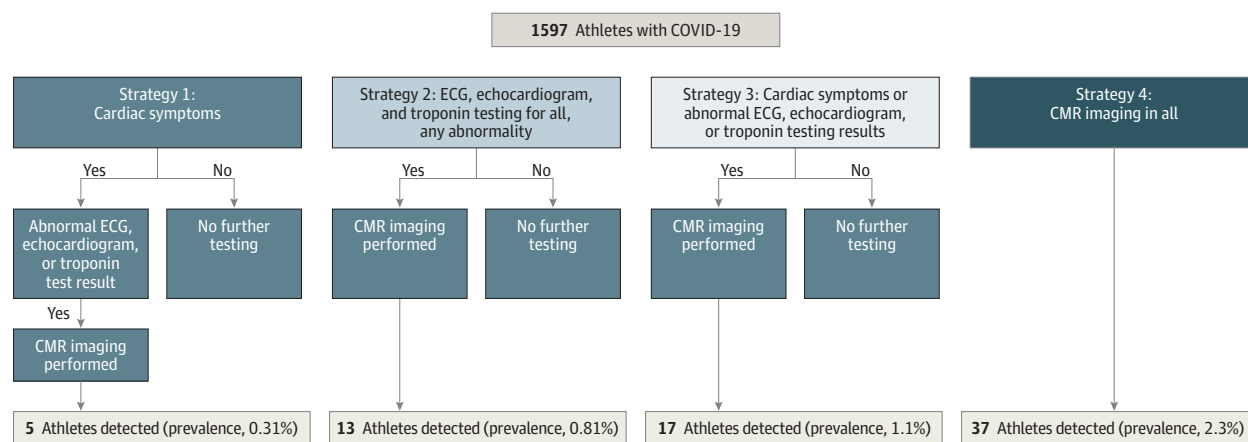 1597 Athletes with COVID-19
Strategy 1:
Cardiac symptoms
Yes
No
Abnormal ECG,
echocardiogram,
or troponin
test result
No further
testing
Yes
CMR imaging
performed
5 Athletes detected (prevalence, 0.31%)
Strategy 2: ECG, echocardiogram,
and troponin testing for all,
any abnormality
Yes
No
CMR imaging
performed
No further
testing
13 Athletes detected (prevalence, 0.81%)
Strategy 3: Cardiac symptoms or
abnormal ECG, echocardiogram,
or troponin testing results
Yes
No
CMR imaging
performed
No further
testing
17 Athletes detected (prevalence, 1.1%)
Strategy 4:
CMR imaging in all
37 Athletes detected (prevalence, 2.3%)